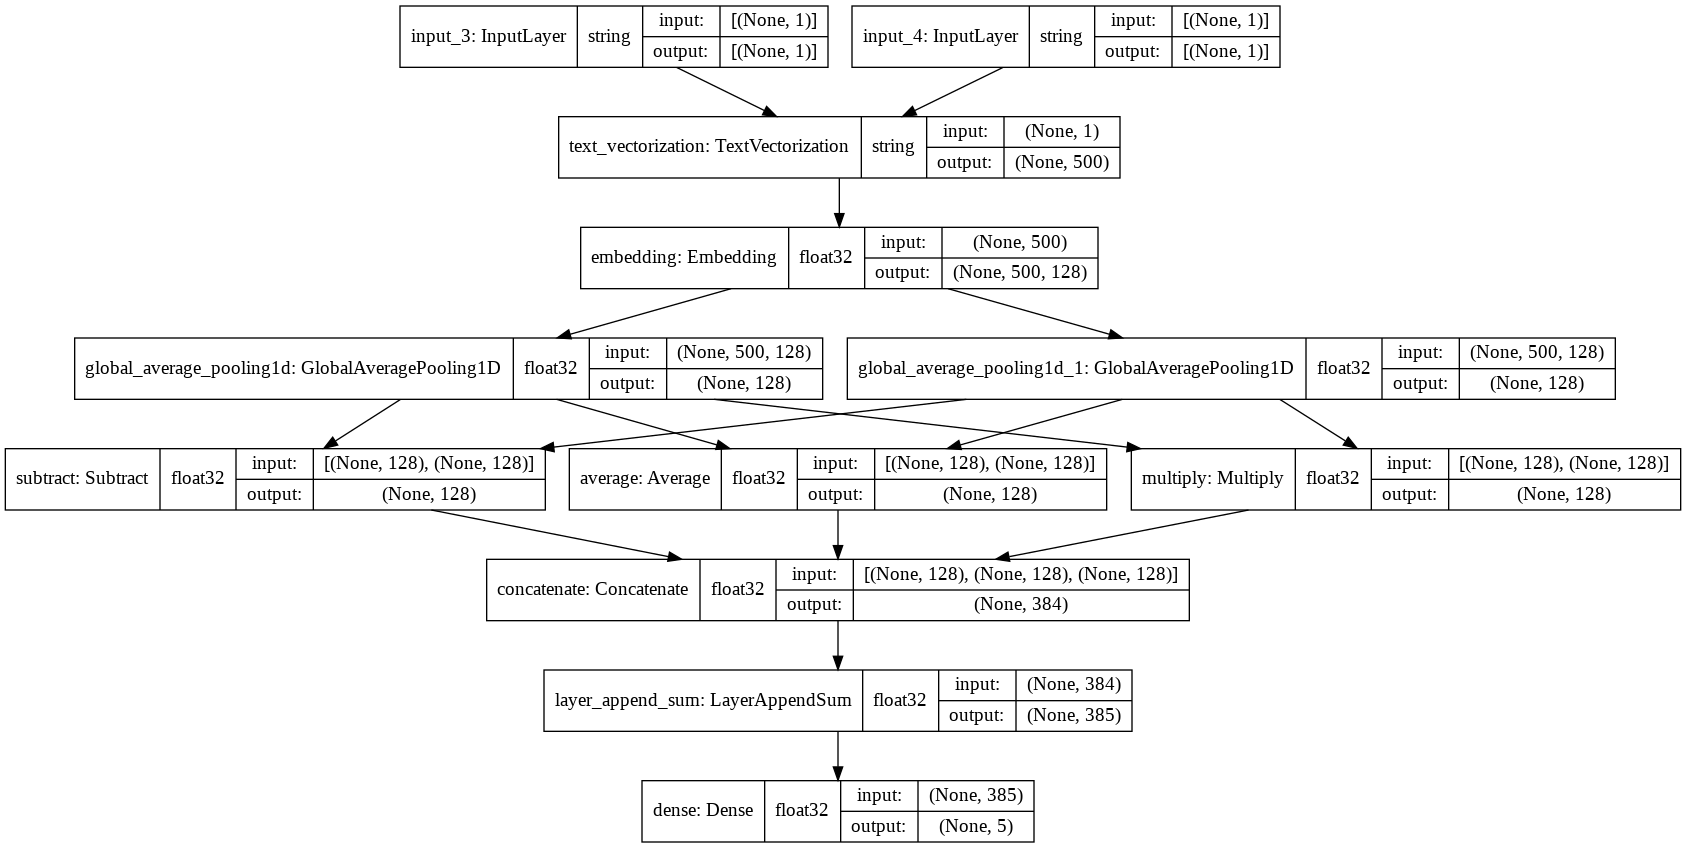 input_3: InputLayer string input: [(None, 1)]
output: [(None, 1)]
input_4: InputLayer string input: [(None, 1)]
output: [(None, 1)]
text_vectorization: TextVectorization string input: (None, 1)
output: (None, 500)
embedding: Embedding float32 input: (None, 500)
output: (None, 500, 128)
global_average_pooling1d: GlobalAveragePooling1D float32 input: (None, 500, 128)
output: (None, 128)
global_average_pooling1d_1: GlobalAveragePooling1D float32 input: (None, 500, 128)
output: (None, 128)
subtract: Subtract float32 input: [(None, 128), (None, 128)]
output: (None, 128)
average: Average float32 input: [(None, 128), (None, 128)]
output: (None, 128)
multiply: Multiply float32 input: [(None, 128), (None, 128)]
output: (None, 128)
concatenate: Concatenate float32 input: [(None, 128), (None, 128), (None, 128)]
output: (None, 384)
layer_append_sum: LayerAppendSum float32 input: (None, 384)
output: (None, 385)
dense: Dense float32 input: (None, 385)
output: (None, 5)